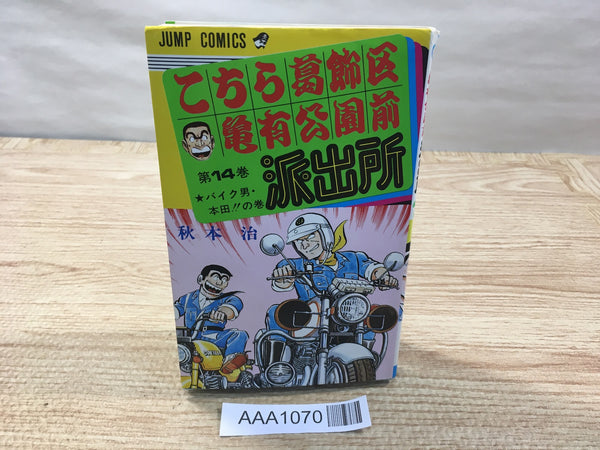 JUMP COMICS
こちら葛飾区
亀有公園前
派出所
第14巻
★バイク男・
本田!!の巻
秋本 治
AAA1070